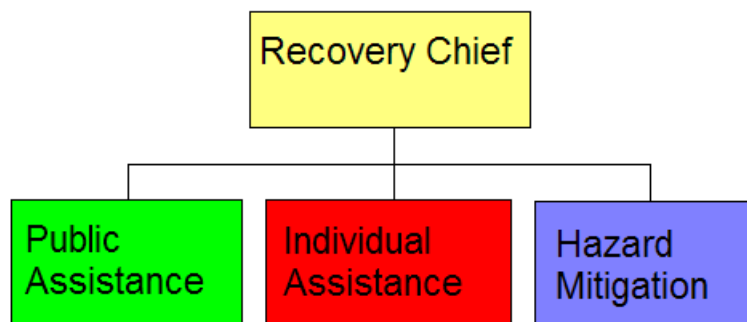 Recovery Chief
Public
Assistance
Individual
Assistance
Hazard
Mitigation